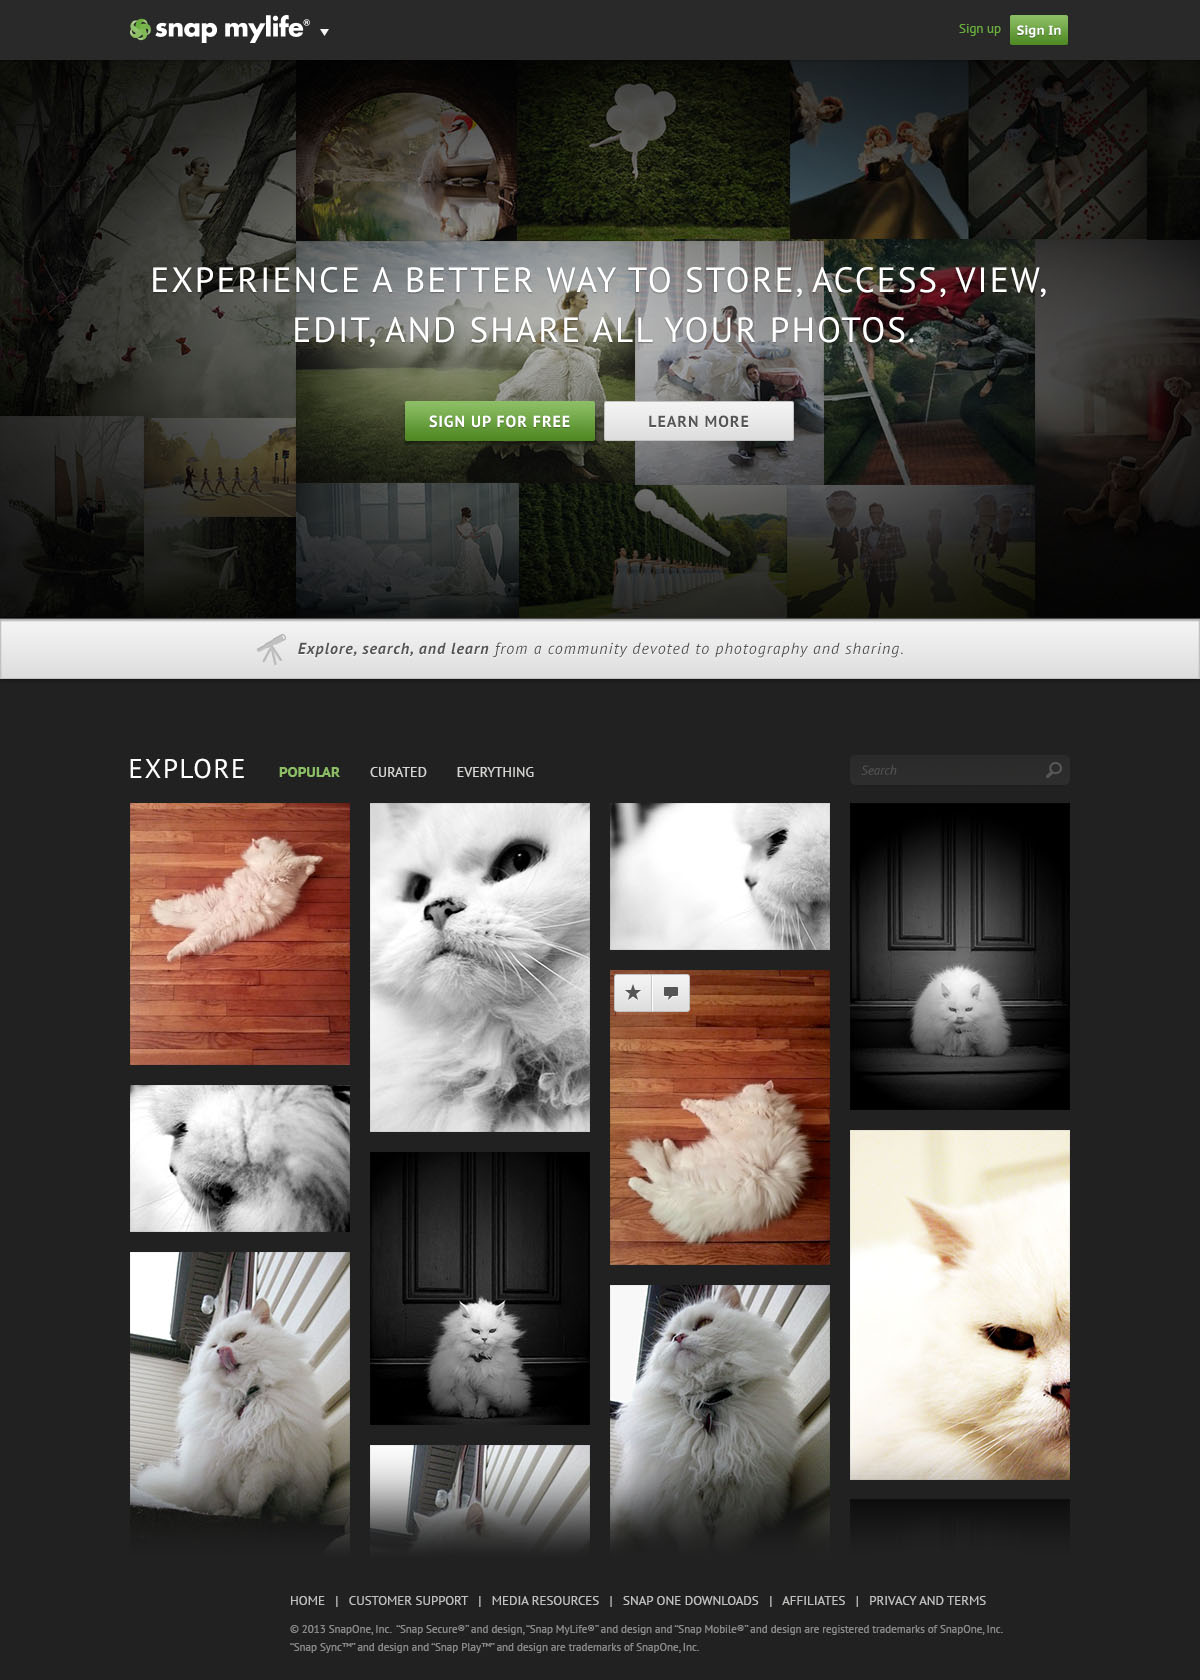 snap mylife®
Sign up
Sign In
EXPERIENCE A BETTER WAY TO STORE, ACCESS, VIEW,
EDIT, AND SHARE ALL YOUR PHOTOS.
SIGN UP FOR FREE
LEARN MORE
Explore, search, and learn from a community devoted to photography and sharing.
EXPLORE
POPULAR
CURATED
EVERYTHING
Search
HOME | CUSTOMER SUPPORT | MEDIA RESOURCES | SNAP ONE DOWNLOADS | AFFILIATES | PRIVACY AND TERMS
© 2013 SnapOne, Inc. “Snap Secure®” and design, “Snap MyLife®” and design and “Snap Mobile®” and design are registered trademarks of SnapOne, Inc.
“Snap Sync™” and design and “Snap Play™” and design are trademarks of SnapOne, Inc.